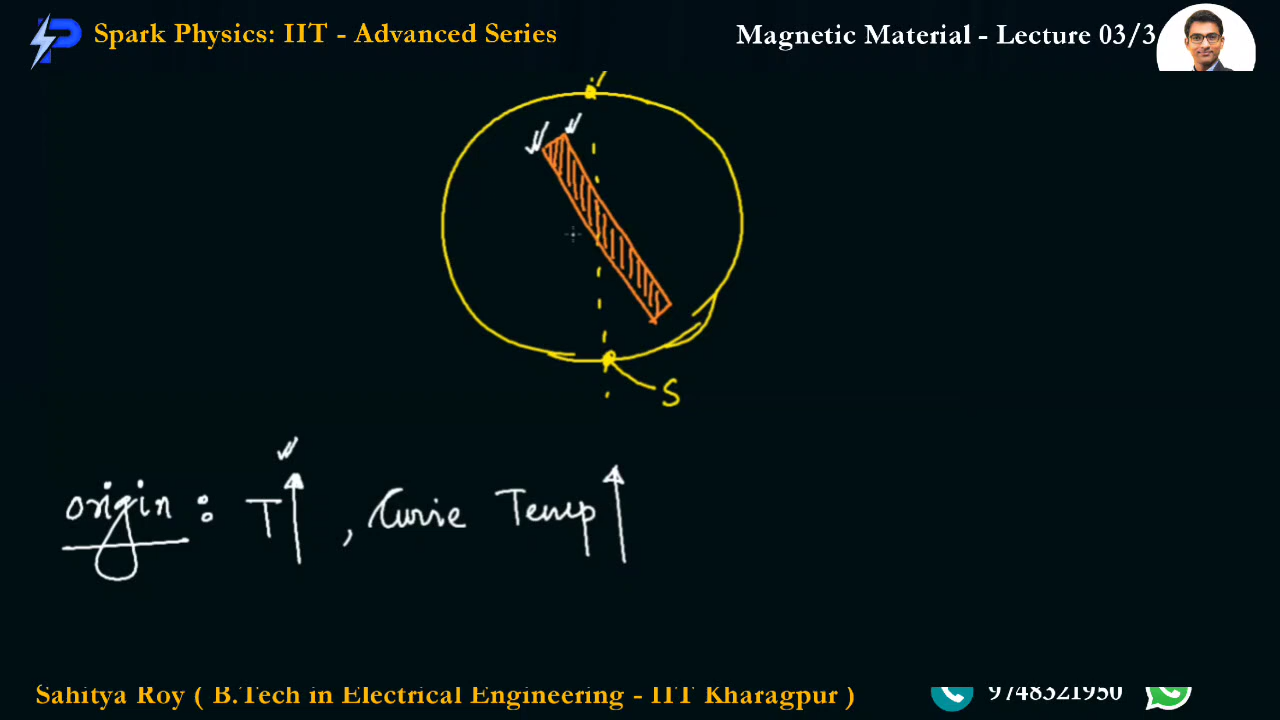 Spark Physics: IIT - Advanced Series
Magnetic Material - Lecture 03/3
S
origin : T , Curie Temp
Sahitya Roy ( B.Tech in Electrical Engineering - IIT Kharagpur )
9748321950